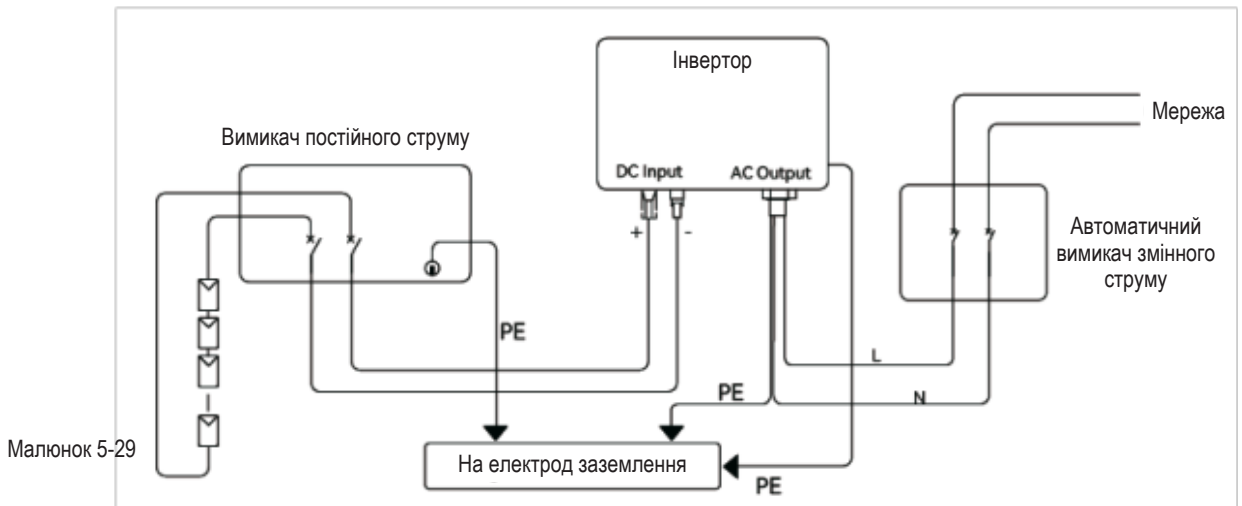 Інвертор
Мережа
Вимикач постійного струму
DC Input
AC Output
+
-
Автоматичний
вимикач змінного
струму
PE
L
PE
N
Малюнок 5-29
На електрод заземлення
PE